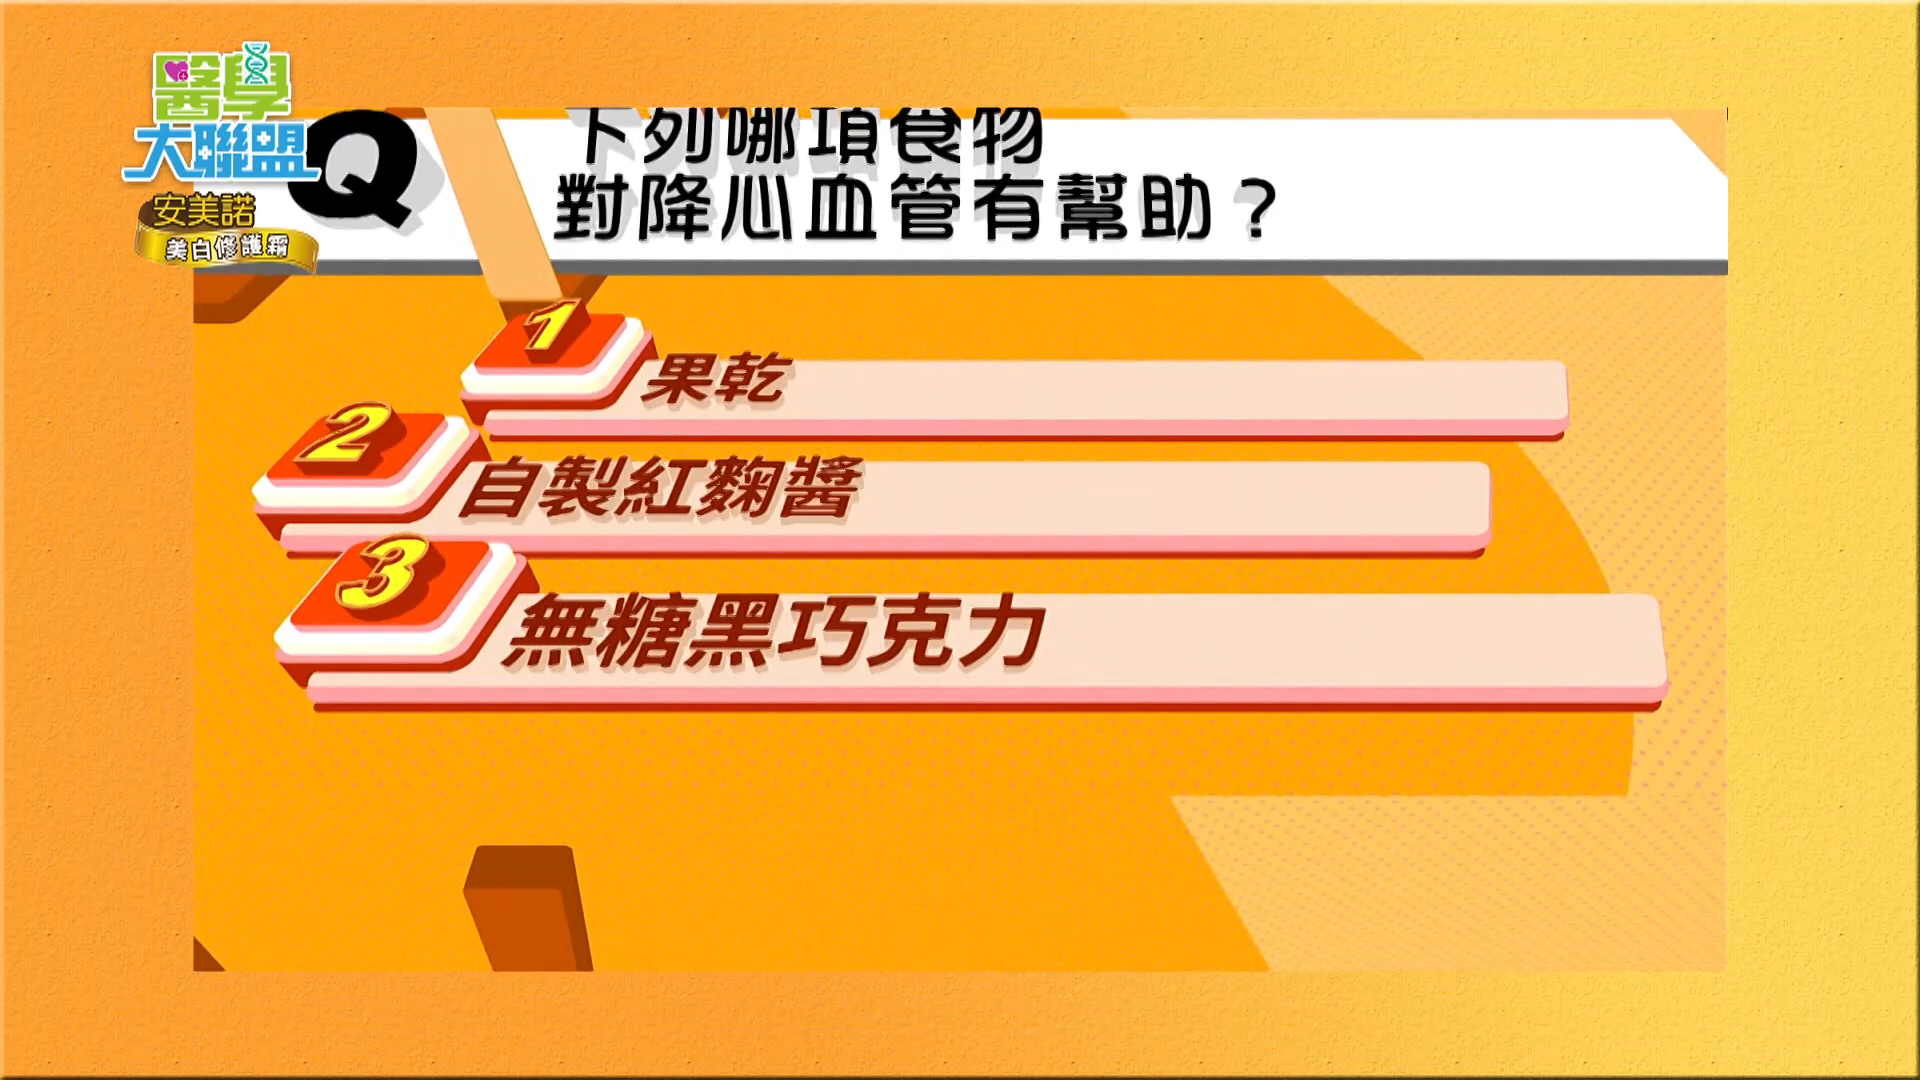 醫學
大聯盟
安美諾
美白修護霜
Q
下列哪項食物
對降心血管有幫助？
1 果乾
2 自製紅麴醬
3 無糖黑巧克力